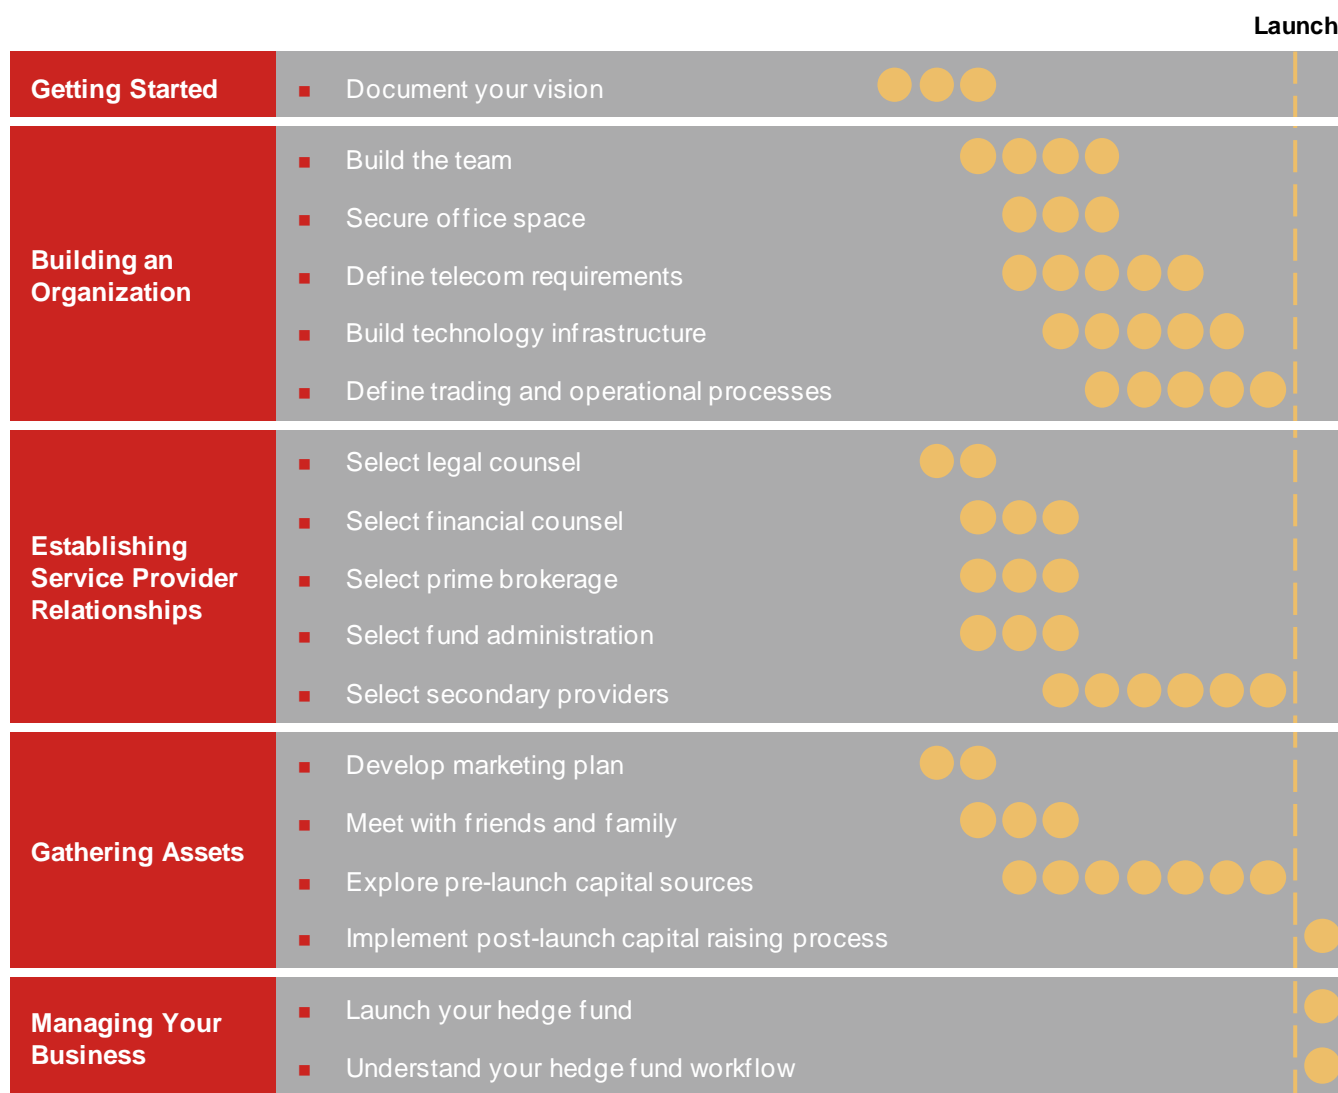 Launch
Getting Started
Document your vision
Building an
Organization
Build the team
Secure office space
Define telecom requirements
Build technology infrastructure
Define trading and operational processes
Establishing
Service Provider
Relationships
Select legal counsel
Select financial counsel
Select prime brokerage
Select fund administration
Select secondary providers
Gathering Assets
Develop marketing plan
Meet with friends and family
Explore pre-launch capital sources
Implement post-launch capital raising process
Managing Your
Business
Launch your hedge fund
Understand your hedge fund workflow